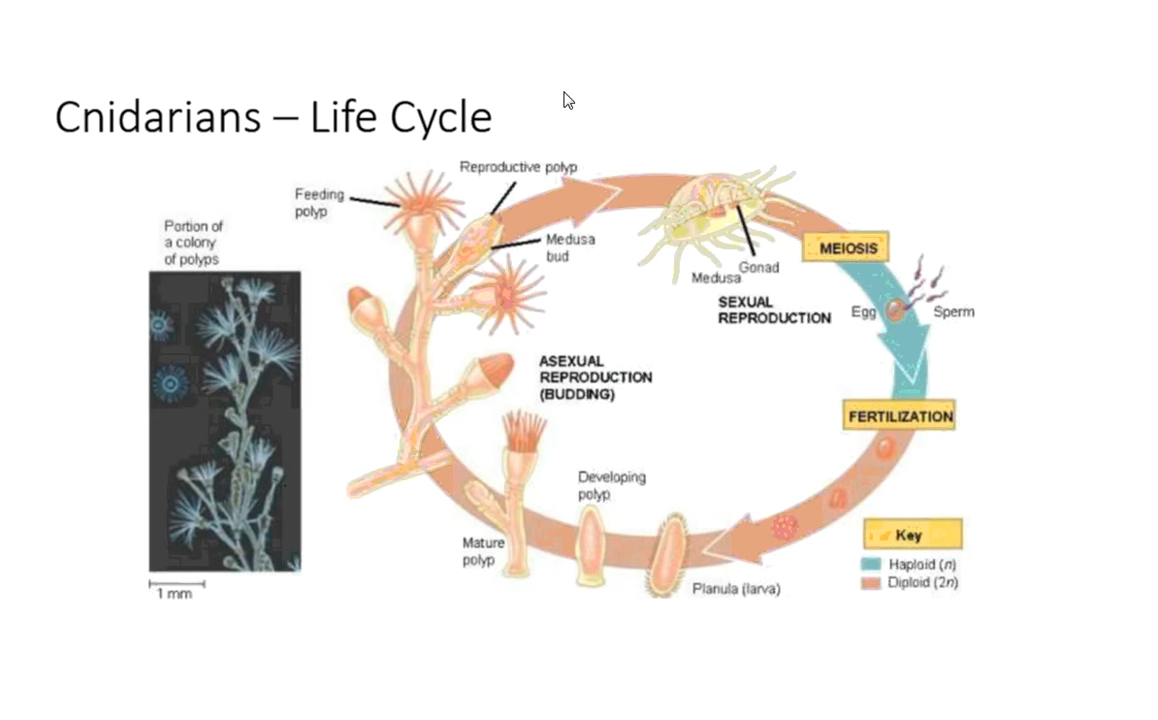 Cnidarians – Life Cycle
Reproductive polyp
Feeding
polyp
Portion of
a colony
of polyps
Medusa
bud
Gonad
Medusa
MEIOSIS
SEXUAL
REPRODUCTION
Egg
Sperm
ASEXUAL
REPRODUCTION
(BUDDING)
FERTILIZATION
Developing
polyp
Mature
polyp
Planula (larva)
Key
Haploid (n)
Diploid (2n)
1 mm